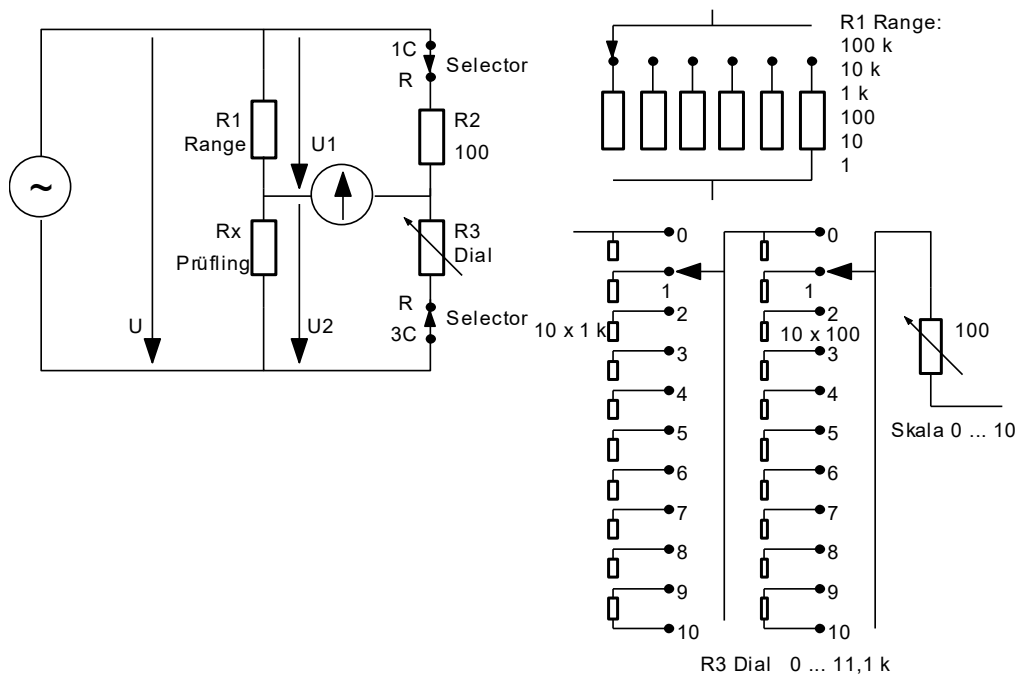 ~
R1
Range
U1
Rx
Prüfling
U
U2
1C
R
Selector
R2
100
R3
Dial
R
3C
Selector
R1 Range:
100 k
10 k
1 k
100
10
1
10 x 1 k
0
1
2
3
4
5
6
7
8
9
10
10 x 100
0
1
2
3
4
5
6
7
8
9
10
100
Skala 0 ... 10
R3 Dial 0 ... 11,1 k